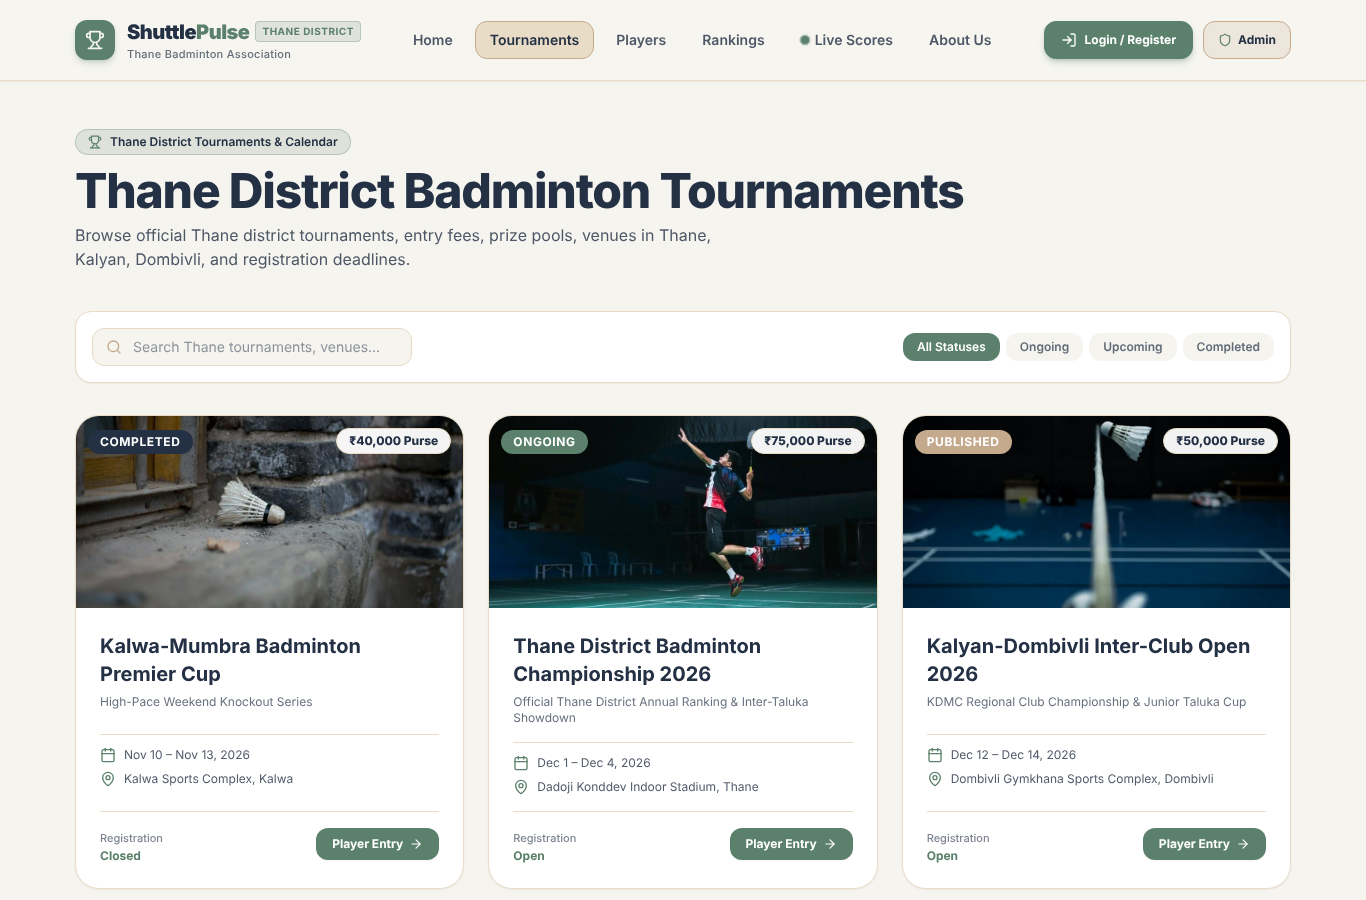 ShuttlePulse THANE DISTRICT
Thane Badminton Association
Home
Tournaments
Players
Rankings
Live Scores
About Us
Login / Register
Admin
Thane District Tournaments & Calendar
Thane District Badminton Tournaments
Browse official Thane district tournaments, entry fees, prize pools, venues in Thane,
Kalyan, Dombivli, and registration deadlines.
Search Thane tournaments, venues...
All Statuses
Ongoing
Upcoming
Completed
COMPLETED
₹40,000 Purse
Kalwa-Mumbra Badminton
Premier Cup
High-Pace Weekend Knockout Series
Nov 10 – Nov 13, 2026
Kalwa Sports Complex, Kalwa
Registration
Closed
Player Entry
ONGOING
₹75,000 Purse
Thane District Badminton
Championship 2026
Official Thane District Annual Ranking & Inter-Taluka
Showdown
Dec 1 – Dec 4, 2026
Dadoji Konddev Indoor Stadium, Thane
Registration
Open
Player Entry
PUBLISHED
₹50,000 Purse
Kalyan-Dombivli Inter-Club Open
2026
KDMC Regional Club Championship & Junior Taluka Cup
Dec 12 – Dec 14, 2026
Dombivli Gymkhana Sports Complex, Dombivli
Registration
Open
Player Entry